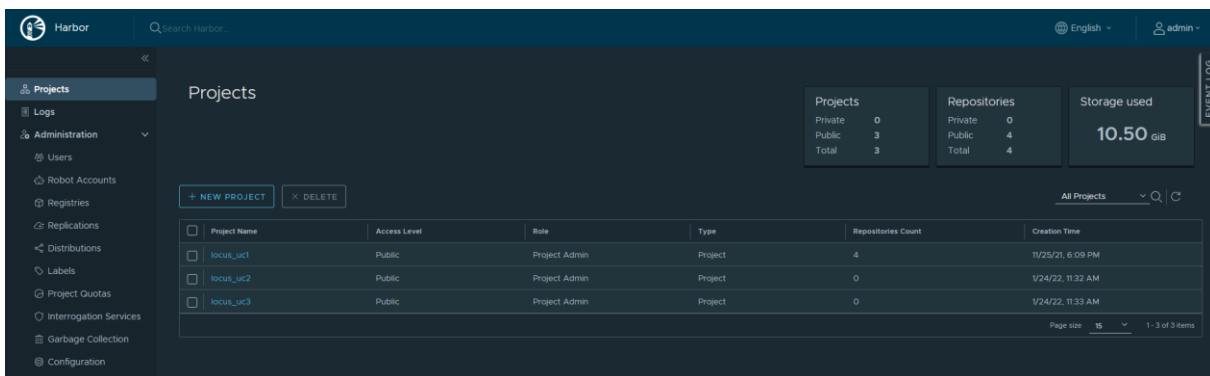 Harbor
Search Harbor...
English
admin
EVENT LOG
Projects
Logs
Administration
Users
Robot Accounts
Registries
Replications
Distributions
Labels
Project Quotas
Interrogation Services
Garbage Collection
Configuration
Projects
Projects
Private 0
Public 3
Total 3
Repositories
Private 0
Public 4
Total 4
Storage used
10.50 GiB
+ NEW PROJECT
× DELETE
All Projects
Project Name Access Level Role Type Repositories Count Creation Time
locus_uc1 Public Project Admin Project 4 11/25/21, 6:09 PM
locus_uc2 Public Project Admin Project 0 1/24/22, 11:32 AM
locus_uc3 Public Project Admin Project 0 1/24/22, 11:33 AM
Page size 15 1 - 3 of 3 items